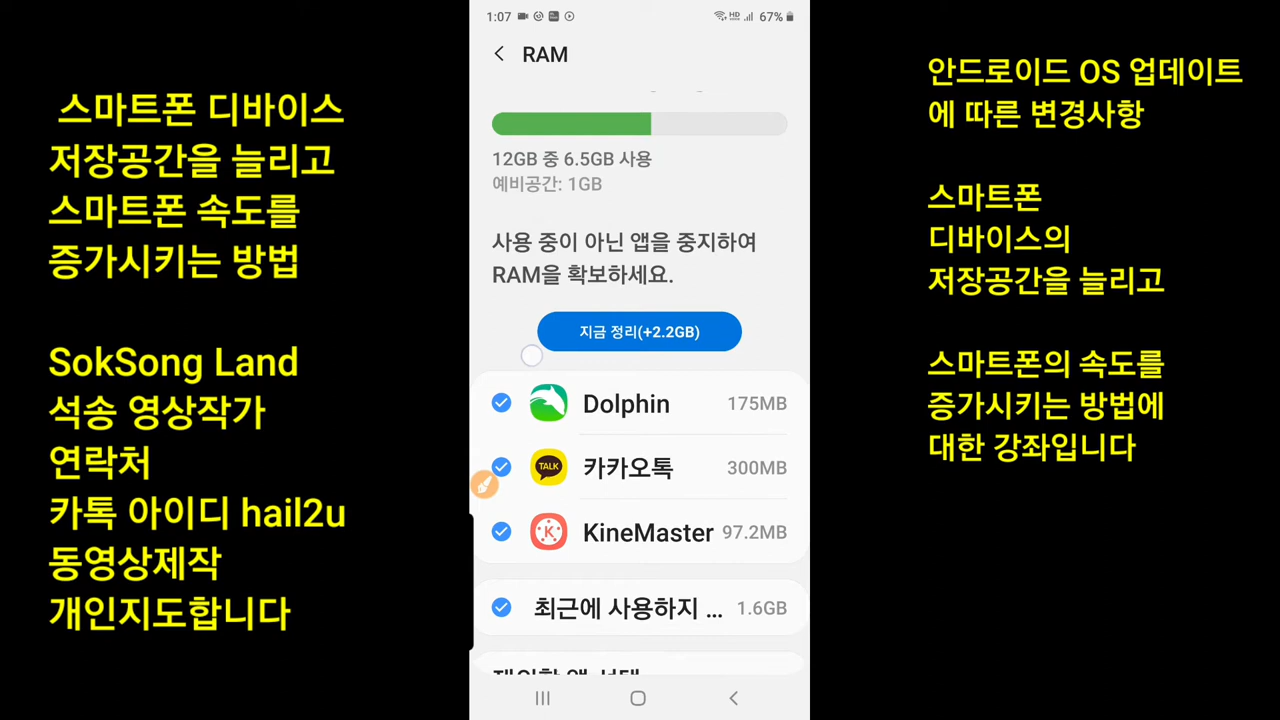 스마트폰 디바이스
저장공간을 늘리고
스마트폰 속도를
증가시키는 방법
SokSong Land
석송 영상작가
연락처
카톡 아이디 hail2u
동영상제작
개인지도합니다
1:07
HD
67%
RAM
12GB 중 6.5GB 사용
예비공간: 1GB
사용 중이 아닌 앱을 중지하여
RAM을 확보하세요.
지금 정리(+2.2GB)
Dolphin 175MB
TALK
카카오톡 300MB
K
KineMaster 97.2MB
최근에 사용하지 ... 1.6GB
안드로이드 OS 업데이트
에 따른 변경사항
스마트폰
디바이스의
저장공간을 늘리고
스마트폰의 속도를
증가시키는 방법에
대한 강좌입니다